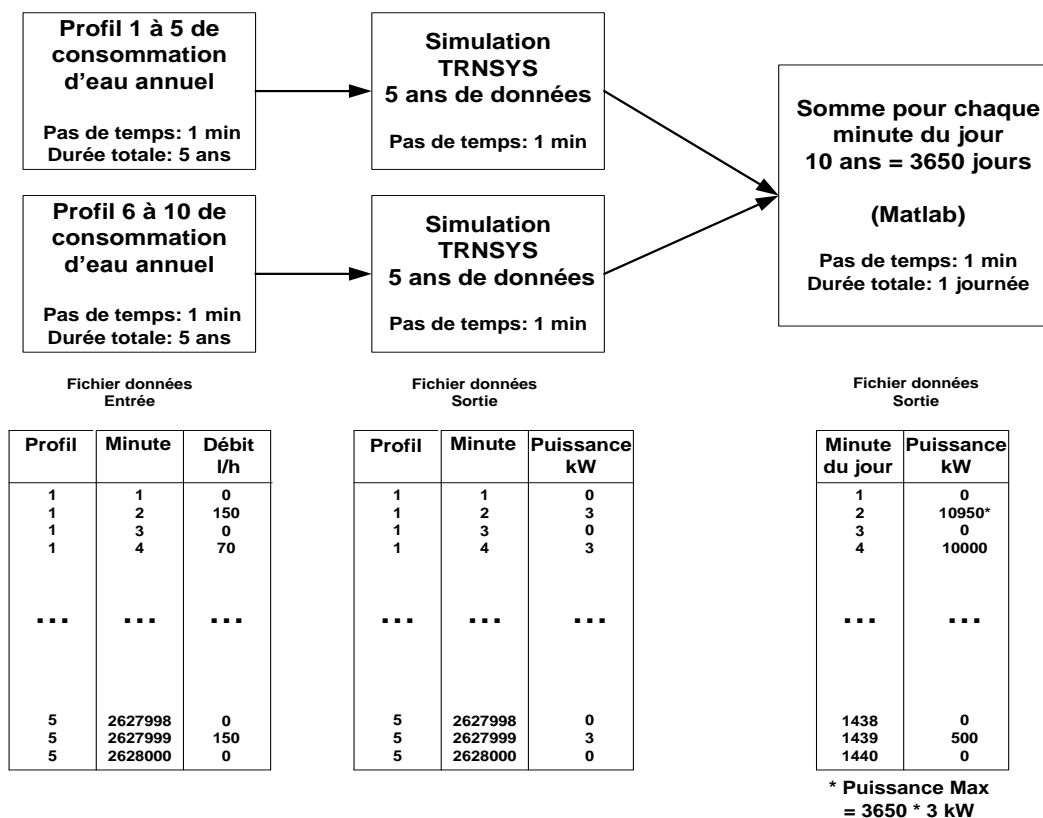 Profil 1 à 5 de
consommation
d'eau annuel
Pas de temps: 1 min
Durée totale: 5 ans
Simulation
TRNSYS
5 ans de données
Pas de temps: 1 min
Somme pour chaque
minute du jour
10 ans = 3650 jours
(Matlab)
Pas de temps: 1 min
Durée totale: 1 journée
Profil 6 à 10 de
consommation
d'eau annuel
Pas de temps: 1 min
Durée totale: 5 ans
Simulation
TRNSYS
5 ans de données
Pas de temps: 1 min
Fichier données
Entrée
Profil Minute Débit
l/h
1 1 0
1 2 150
1 3 0
1 4 70
... ... ...
5 2627998 0
5 2627999 150
5 2628000 0
Fichier données
Sortie
Profil Minute Puissance
kW
1 1 0
1 2 3
1 3 0
1 4 3
... ... ...
5 2627998 0
5 2627999 3
5 2628000 0
Fichier données
Sortie
Minute Puissance
du jour kW
1 0
2 10950*
3 0
4 10000
... ...
1438 0
1439 500
1440 0
* Puissance Max
= 3650 * 3 kW